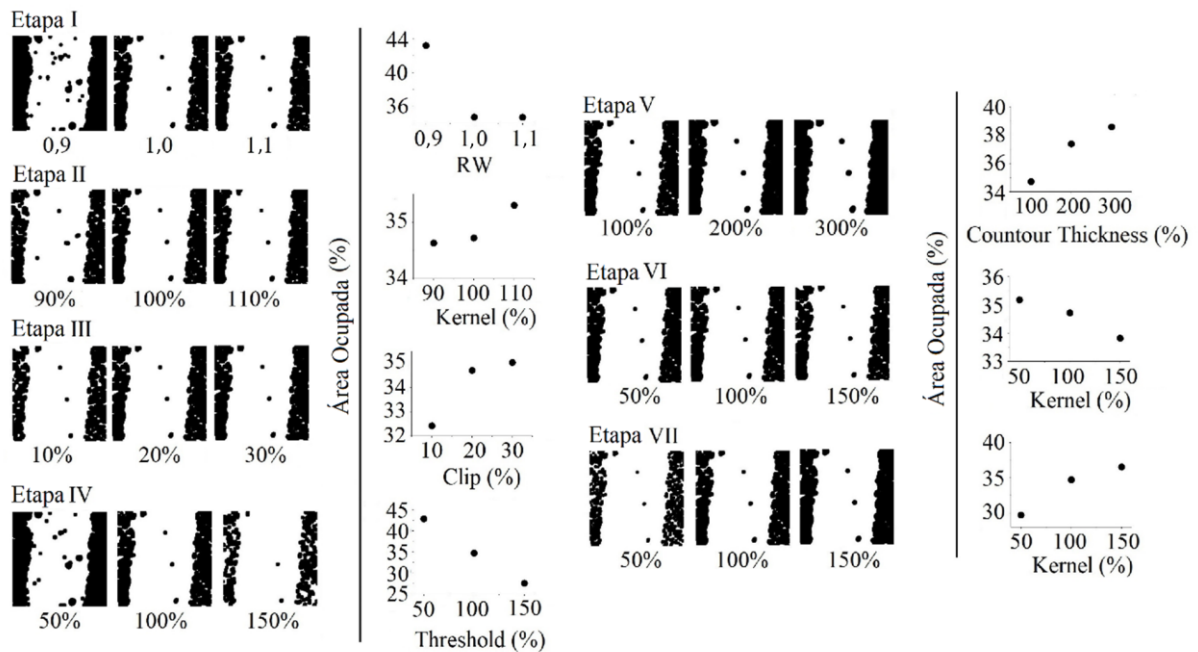 Etapa I
0,9 1,0 1,1
Etapa II
90% 100% 110%
Etapa III
10% 20% 30%
Etapa IV
50% 100% 150%
Área Ocupada (%)
44
40
36
0,9 1,0 1,1
RW
35
34
90 100 110
Kernel (%)
35
34
33
32
10 20 30
Clip (%)
45
40
35
30
25
50 100 150
Threshold (%)
Etapa V
100% 200% 300%
Etapa VI
50% 100% 150%
Etapa VII
50% 100% 150%
Área Ocupada (%)
40
38
36
34
100 200 300
Countour Thickness (%)
36
35
34
33
50 100 150
Kernel (%)
40
35
30
50 100 150
Kernel (%)